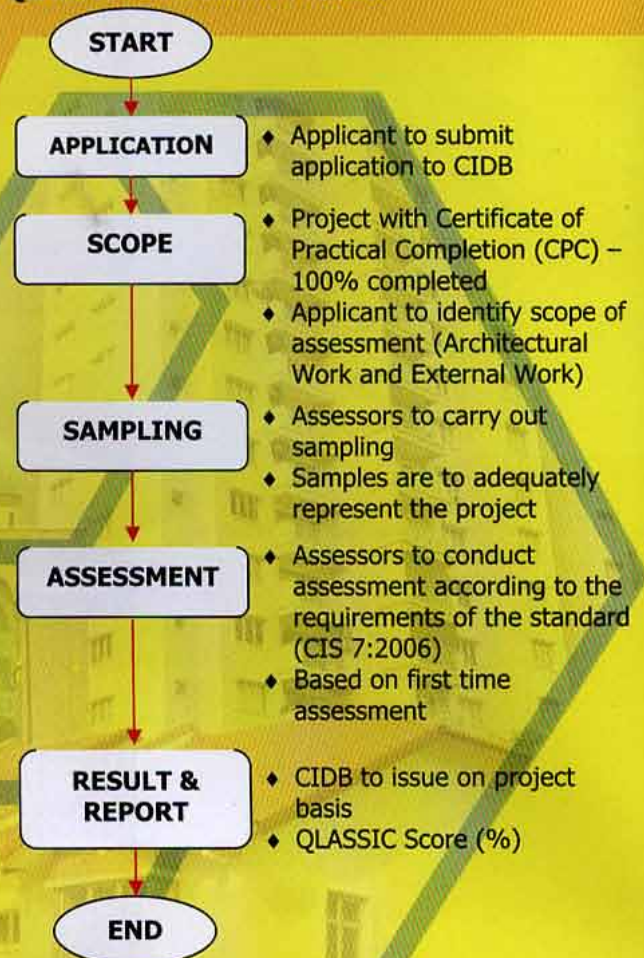 START
APPLICATION
♦ Applicant to submit
application to CIDB
SCOPE
♦ Project with Certificate of
Practical Completion (CPC) –
100% completed
♦ Applicant to identify scope of
assessment (Architectural
Work and External Work)
SAMPLING
♦ Assessors to carry out
sampling
♦ Samples are to adequately
represent the project
ASSESSMENT
♦ Assessors to conduct
assessment according to the
requirements of the standard
(CIS 7:2006)
♦ Based on first time
assessment
RESULT &
REPORT
♦ CIDB to issue on project
basis
♦ QLASSIC Score (%)
END